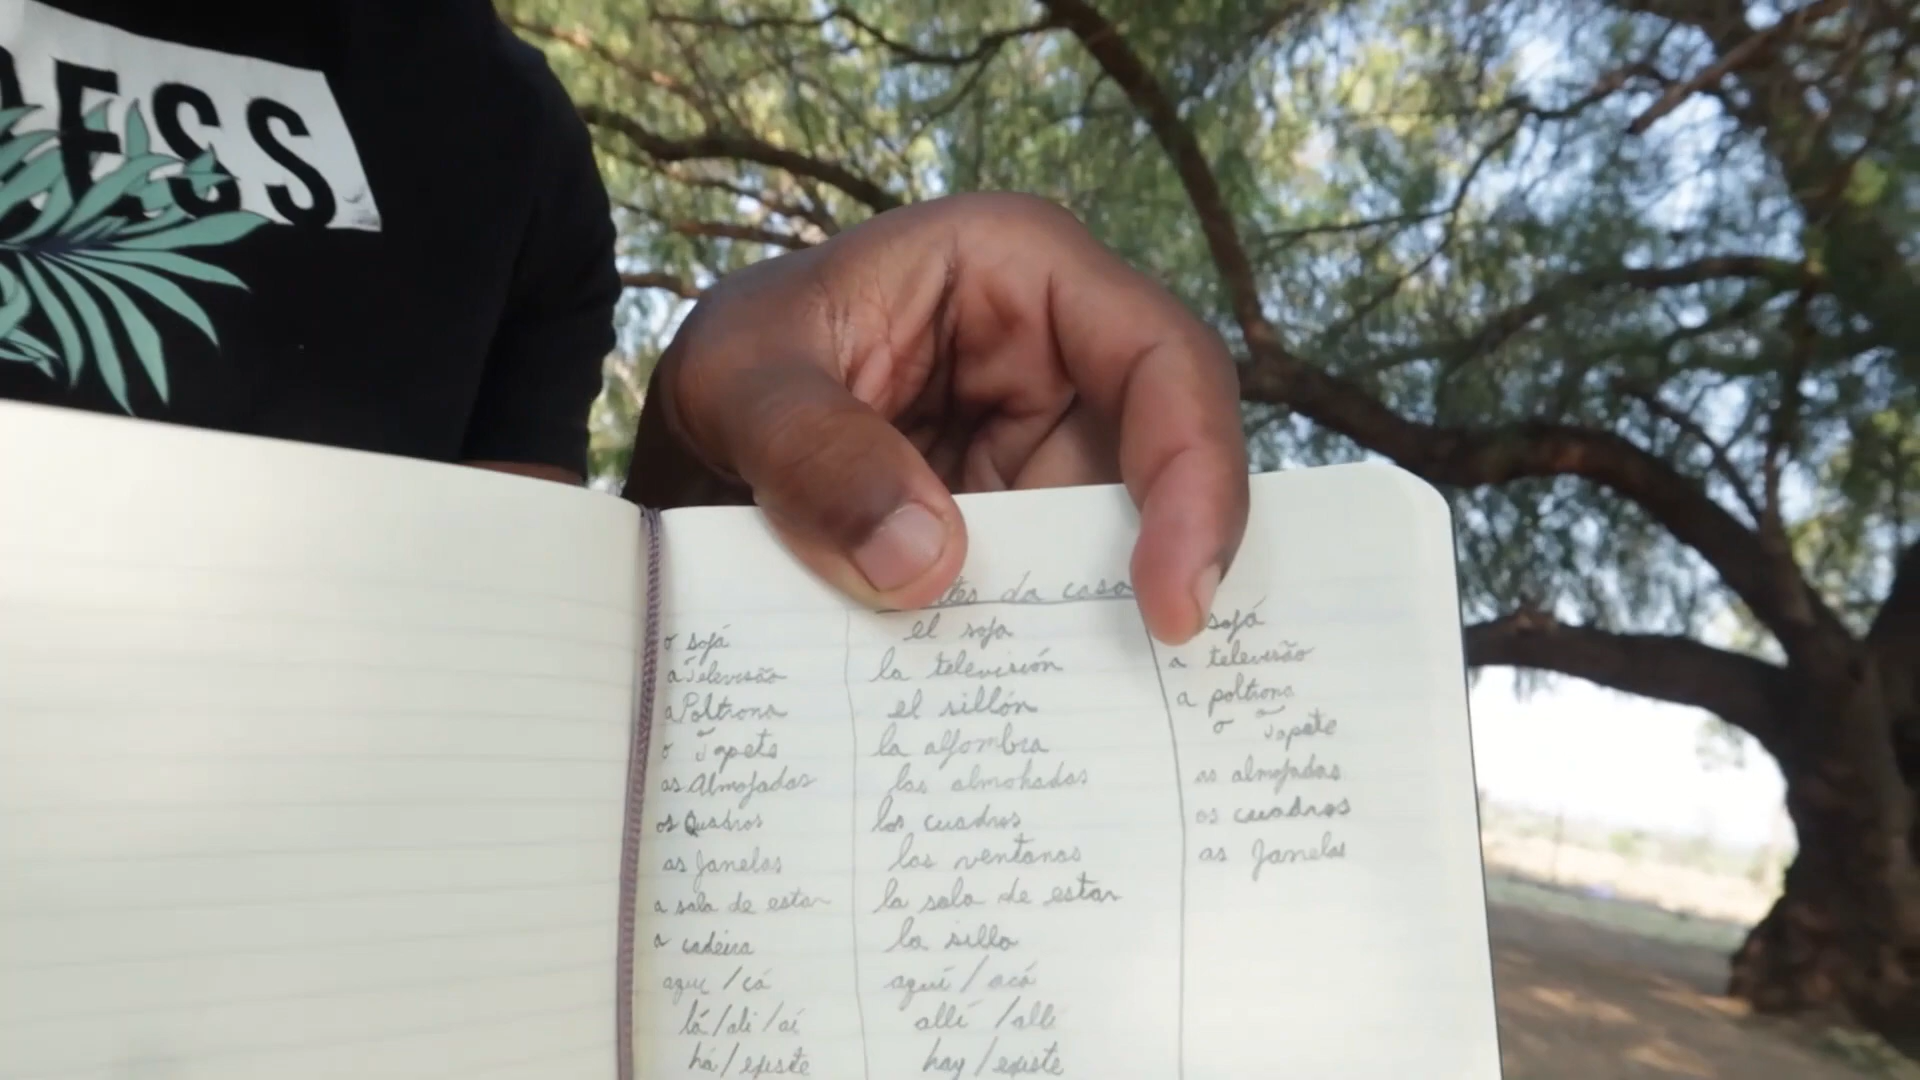 ESS
tes da casa
o sofá el sofa sofá
a Televisão la televisión a televisão
a Poltrona el sillón a poltrona
o Tapete la alfombra o Tapete
as Almofadas las almohadas as almofadas
os Quadros los cuadros os cuadros
as Janelas las ventanas as Janelas
a sala de estar la sala de estar
a cadeira la silla
aqui / cá aquí / acá
lá / ali / aí allí / allí
há / existe hay / existe